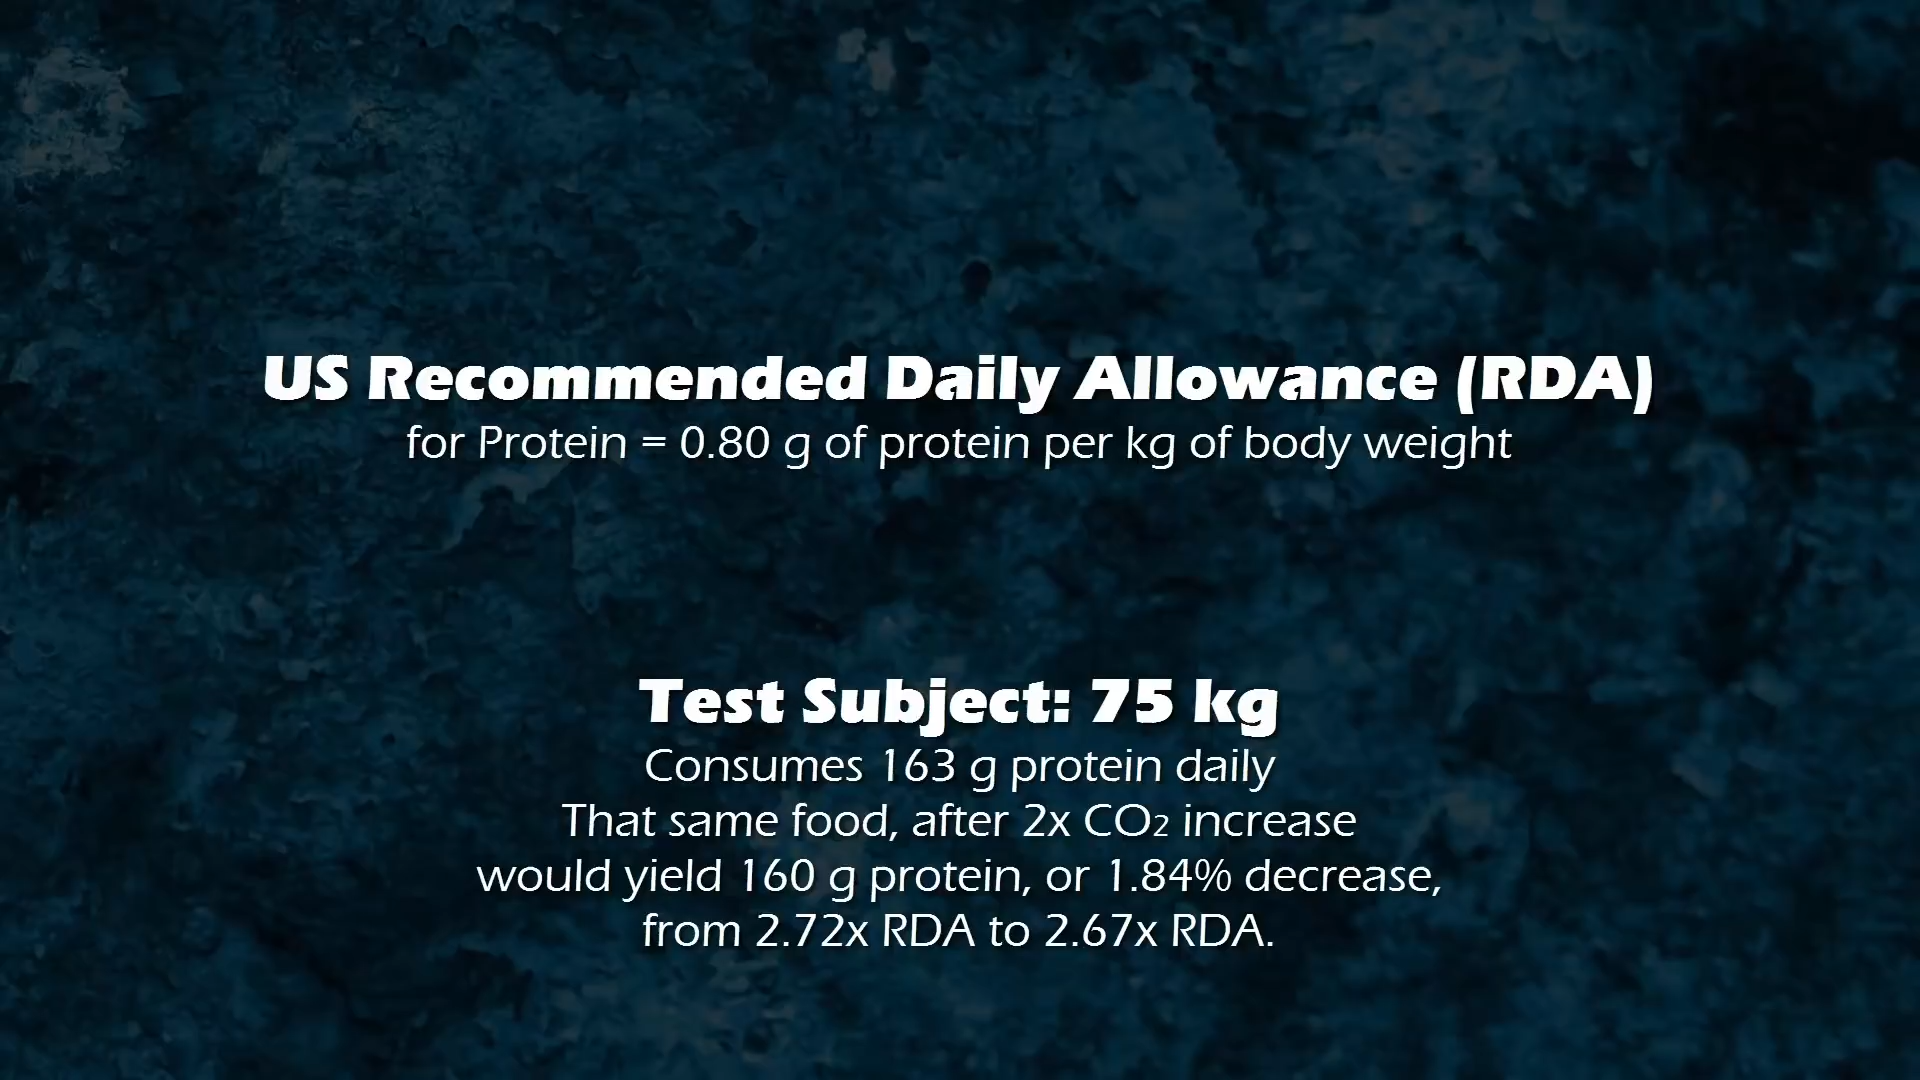 US Recommended Daily Allowance (RDA)
for Protein = 0.80 g of protein per kg of body weight
Test Subject: 75 kg
Consumes 163 g protein daily
That same food, after 2x CO₂ increase
would yield 160 g protein, or 1.84% decrease,
from 2.72x RDA to 2.67x RDA.